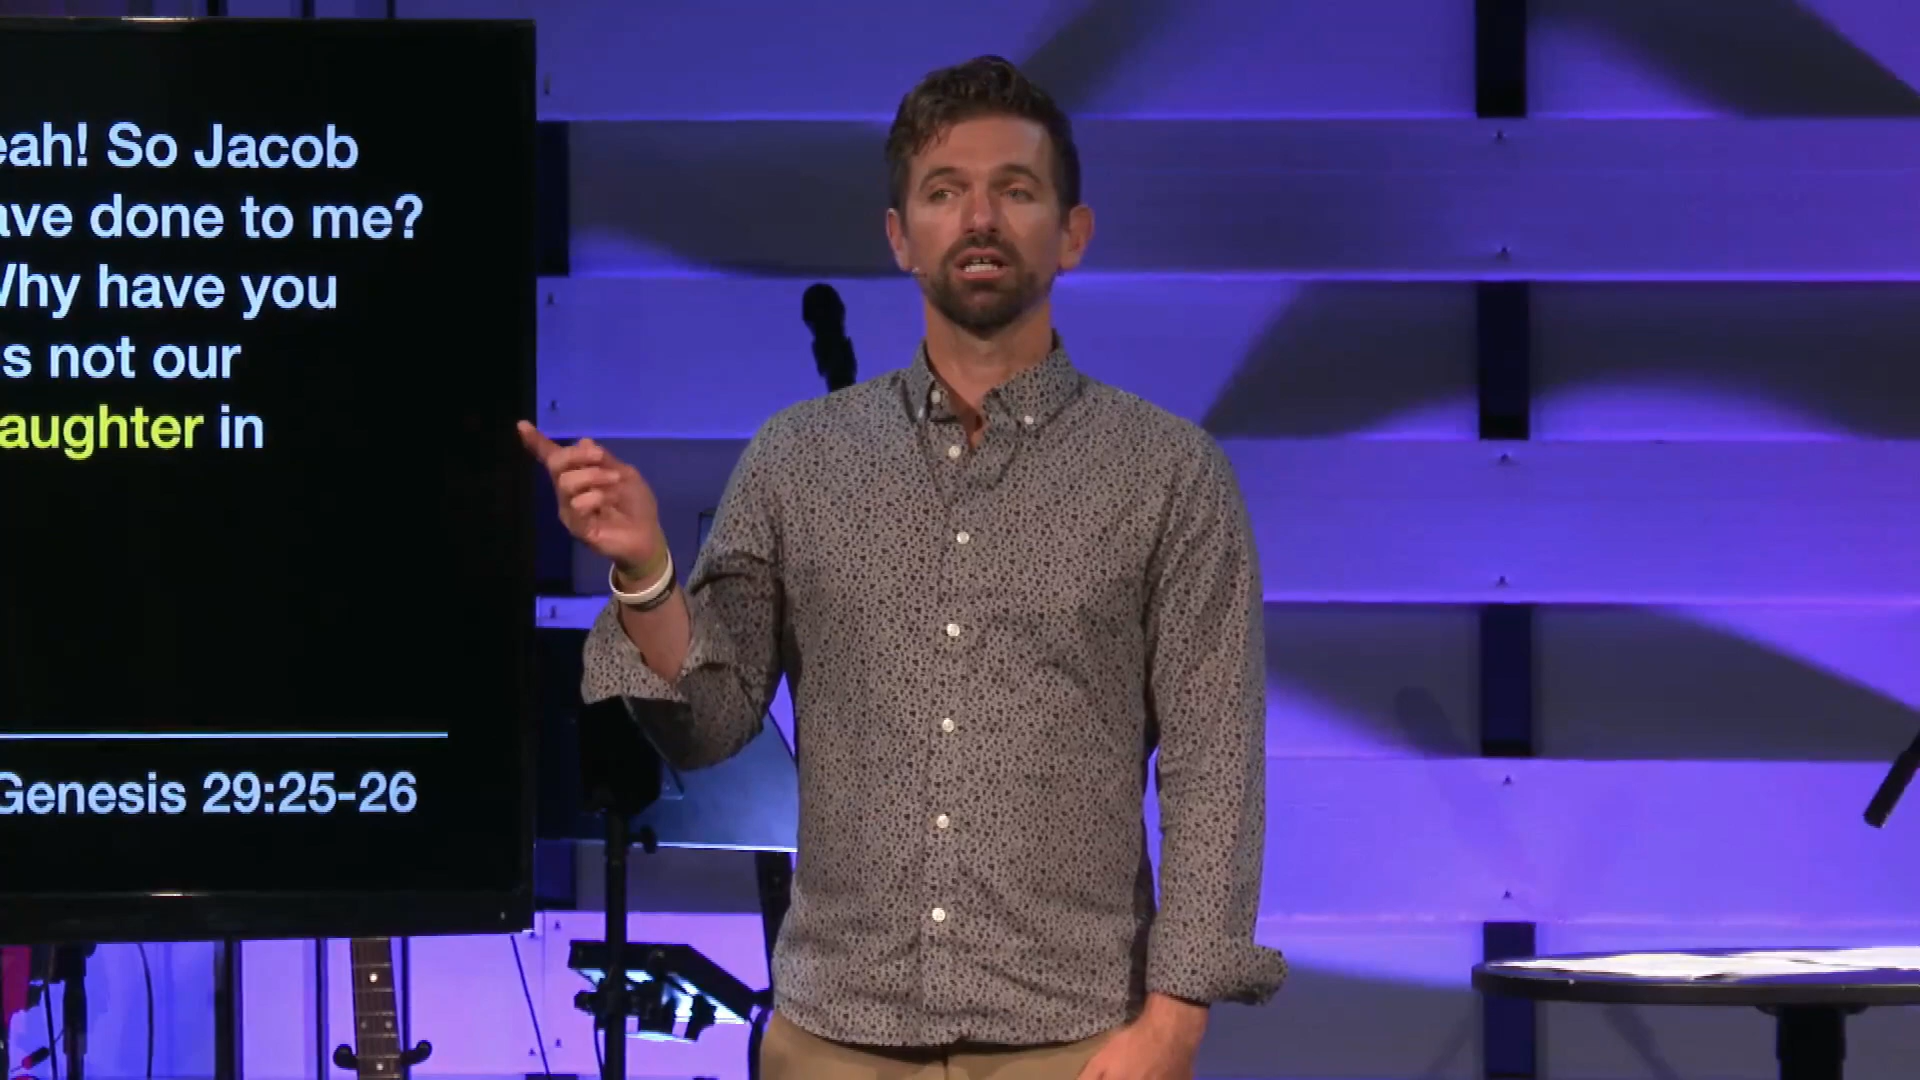 eah! So Jacob
ave done to me?
Why have you
s not our
aughter in
Genesis 29:25-26